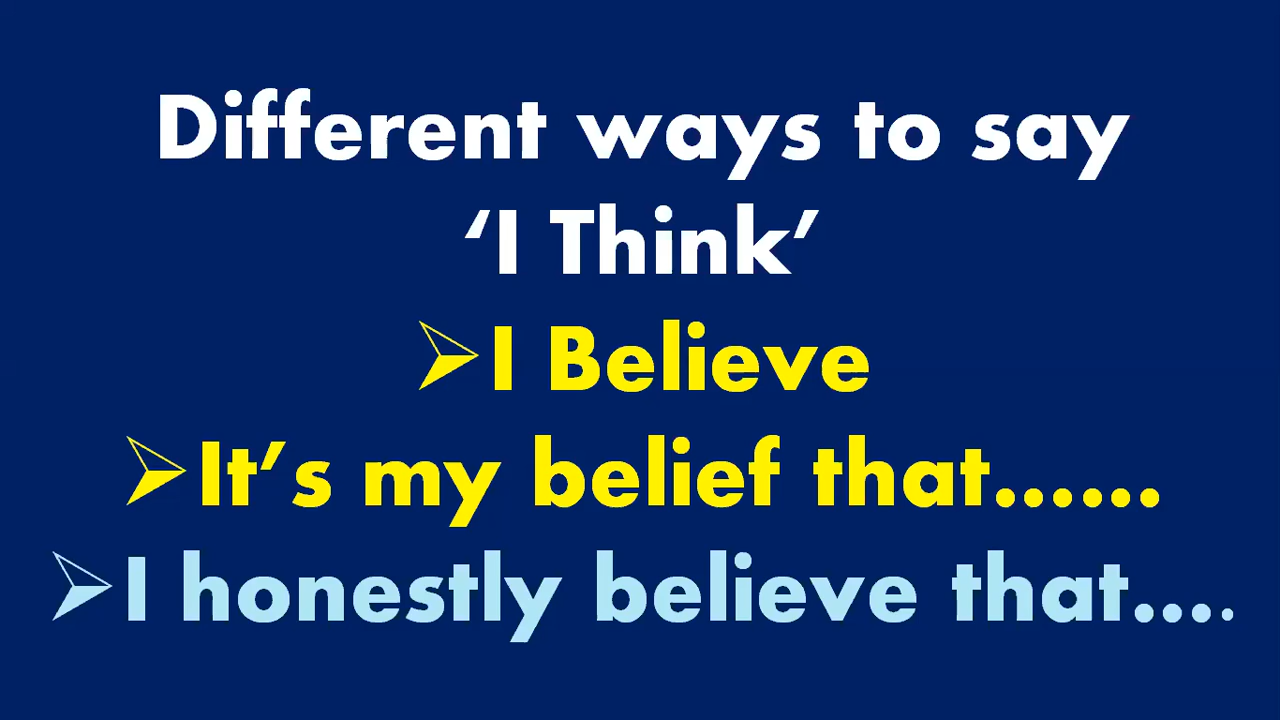 Different ways to say
‘I Think’
➢I Believe
➢It’s my belief that......
➢I honestly believe that....